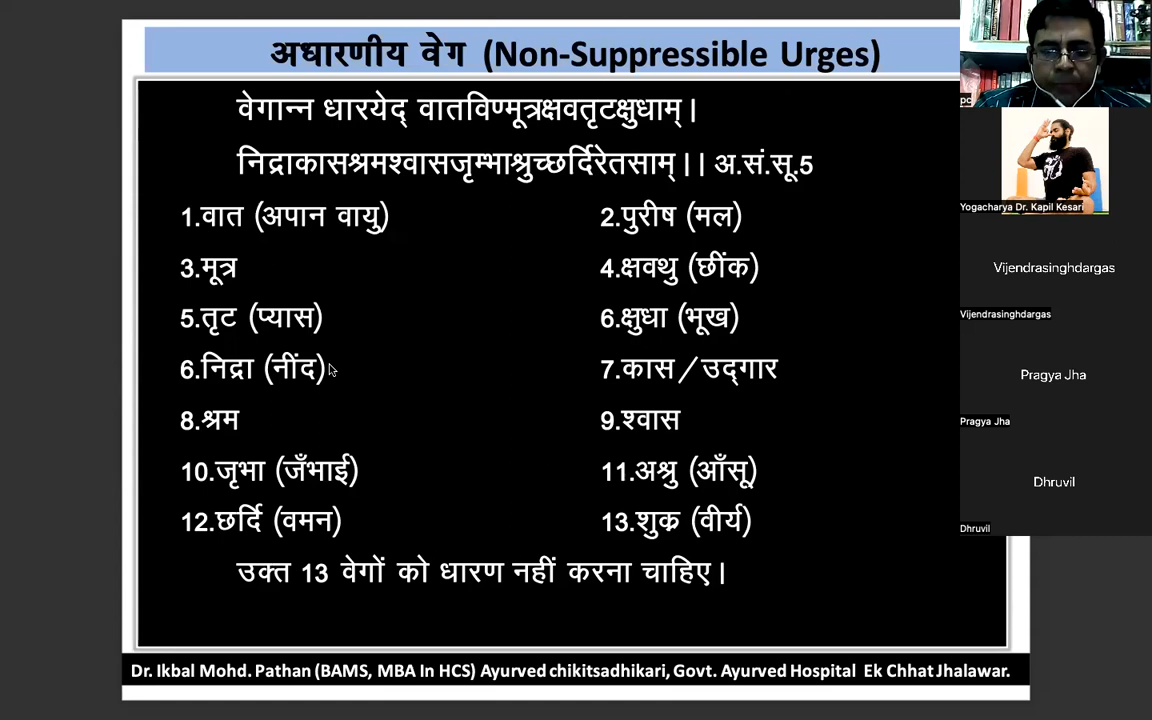 अधारणीय वेग (Non-Suppressible Urges)
वेगान्न धारयेद् वातविण्मूत्रक्षवतृटक्षुधाम्।
निद्राकासश्रमश्वासजृम्भाश्रुच्छर्दिरेतसाम्।। अ.सं.सू.5
1.वात (अपान वायु) 2.पुरीष (मल)
3.मूत्र 4.क्षवथु (छींक)
5.तृट (प्यास) 6.क्षुधा (भूख)
6.निद्रा (नींद) 7.कास/उद्गार
8.श्रम 9.श्वास
10.जृभा (जँभाई) 11.अश्रु (आँसू)
12.छर्दि (वमन) 13.शुक्र (वीर्य)
उक्त 13 वेगों को धारण नहीं करना चाहिए।
Dr. Ikbal Mohd. Pathan (BAMS, MBA In HCS) Ayurved chikitsadhikari, Govt. Ayurved Hospital Ek Chhat Jhalawar.
Yogacharya Dr. Kapil Kesari
Vijendrasinghdargas
Vijendrasinghdargas
Pragya Jha
Pragya Jha
Dhruvil
Dhruvil